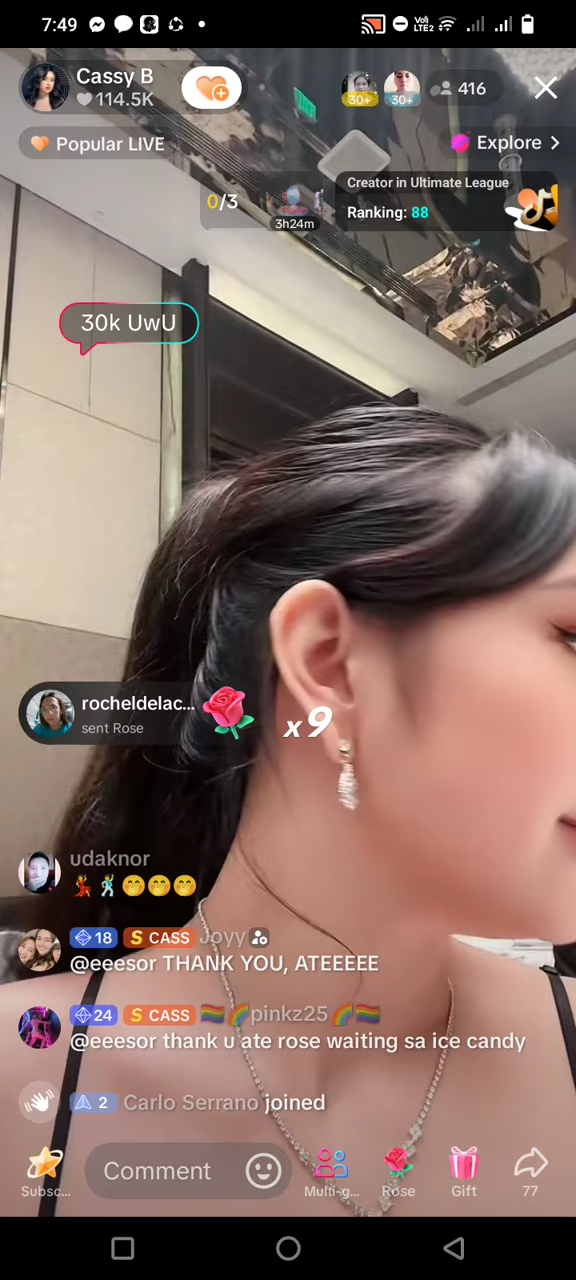 7:49
Vo)) LTE2
Cassy B
114.5K
30+
30+
416
Popular LIVE
Explore
0/3
3h24m
Creator in Ultimate League
Ranking: 88
30k UwU
rocheldelac...
sent Rose
x9
udaknor
18 S CASS Joyy
@eeesor THANK YOU, ATEEEEE
24 S CASS pinkz25
@eeesor thank u ate rose waiting sa ice candy
2 Carlo Serrano joined
Comment
Subsc...
Multi-g...
Rose
Gift
77